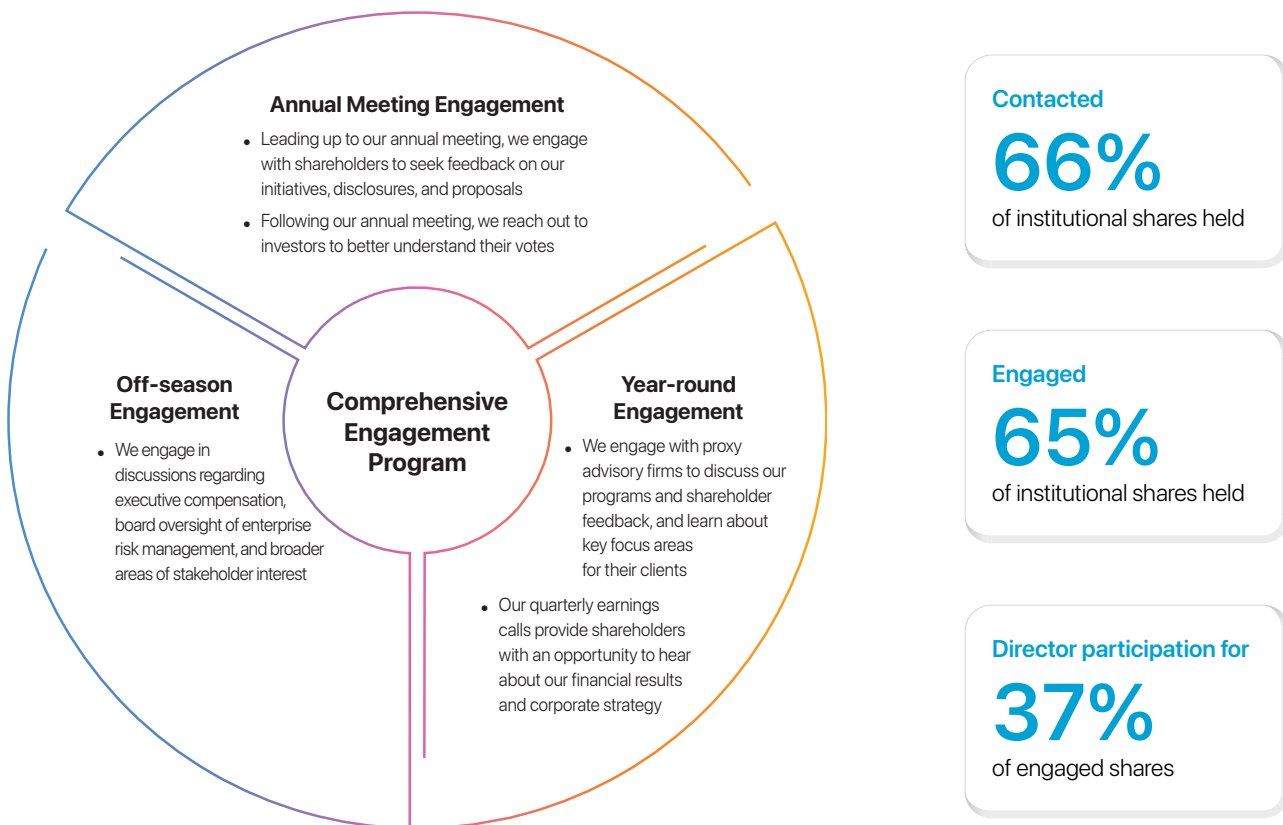 Annual Meeting Engagement
• Leading up to our annual meeting, we engage
with shareholders to seek feedback on our
initiatives, disclosures, and proposals
• Following our annual meeting, we reach out to
investors to better understand their votes
Off-season
Engagement
• We engage in
discussions regarding
executive compensation,
board oversight of enterprise
risk management, and broader
areas of stakeholder interest
Comprehensive
Engagement
Program
Year-round
Engagement
• We engage with proxy
advisory firms to discuss our
programs and shareholder
feedback, and learn about
key focus areas
for their clients
• Our quarterly earnings
calls provide shareholders
with an opportunity to hear
about our financial results
and corporate strategy
Contacted
66%
of institutional shares held
Engaged
65%
of institutional shares held
Director participation for
37%
of engaged shares